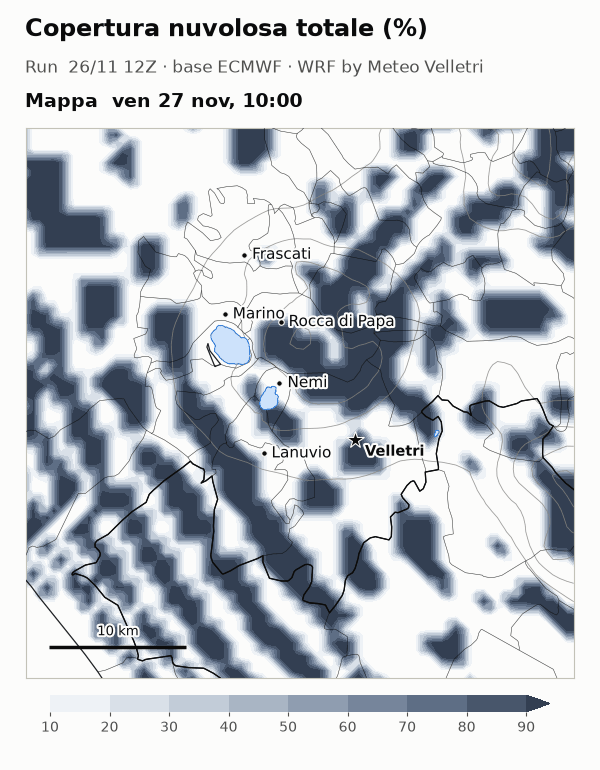 Copertura nuvolosa totale (%)
Run  26/11 12Z · base ECMWF · WRF by Meteo Velletri
Mappa  ven 27 nov, 10:00
Frascati
Marino
Rocca di Papa
Nemi
Velletri
Lanuvio
10 km
10 20 30 40 50 60 70 80 90